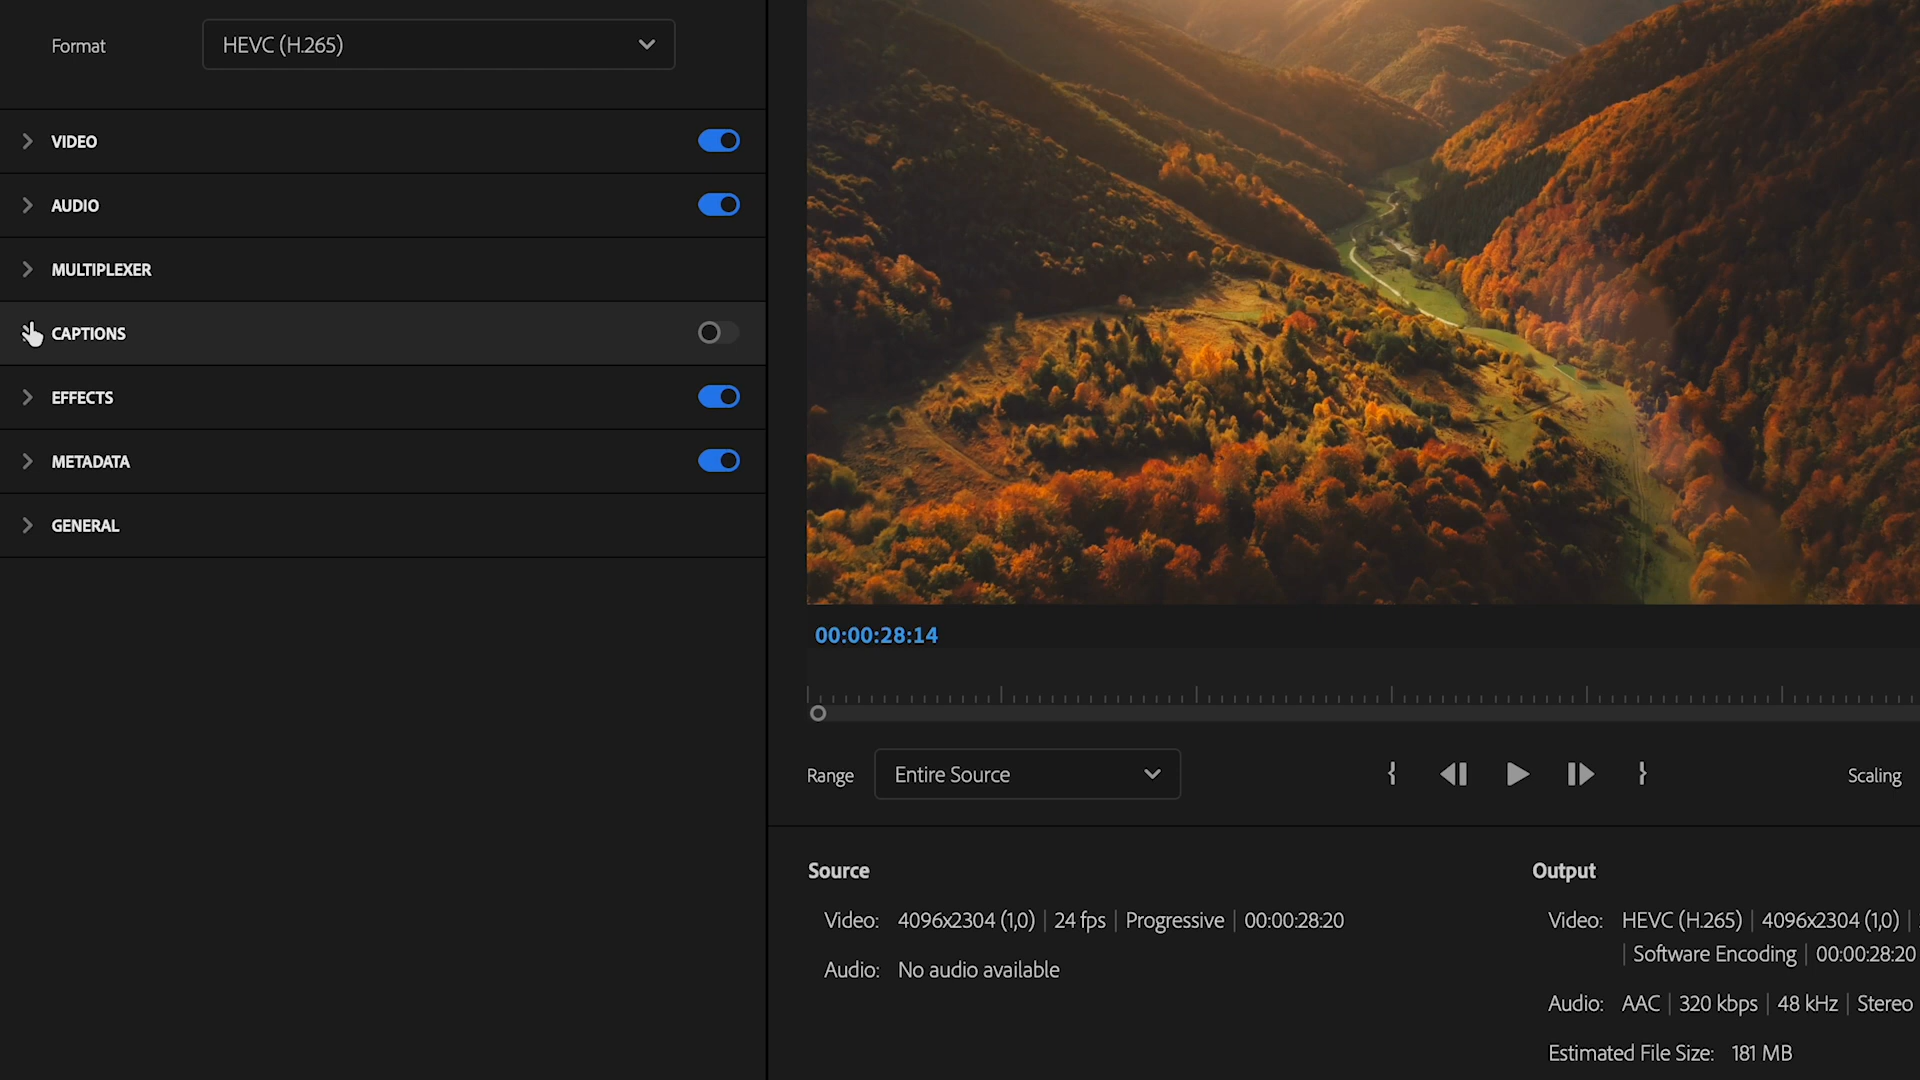 Format
HEVC (H.265)
VIDEO
AUDIO
MULTIPLEXER
CAPTIONS
EFFECTS
METADATA
GENERAL
00:00:28:14
Range
Entire Source
Scaling
Source
Video: 4096x2304 (1,0) | 24 fps | Progressive | 00:00:28:20
Audio: No audio available
Output
Video: HEVC (H.265) | 4096x2304 (1,0) |
| Software Encoding | 00:00:28:20
Audio: AAC | 320 kbps | 48 kHz | Stereo
Estimated File Size: 181 MB